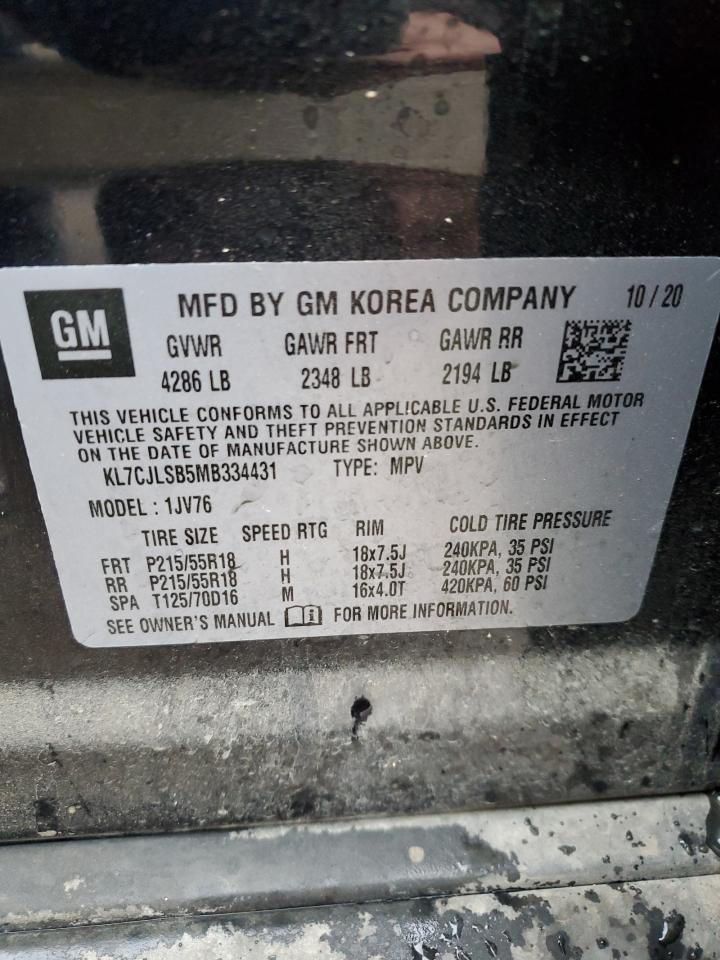 GM MFD BY GM KOREA COMPANY 10 / 20
GVWR GAWR FRT GAWR RR
4286 LB 2348 LB 2194 LB
THIS VEHICLE CONFORMS TO ALL APPLICABLE U.S. FEDERAL MOTOR
VEHICLE SAFETY AND THEFT PREVENTION STANDARDS IN EFFECT
ON THE DATE OF MANUFACTURE SHOWN ABOVE.
KL7CJLSB5MB334431 TYPE: MPV
MODEL : 1JV76
TIRE SIZE SPEED RTG RIM COLD TIRE PRESSURE
FRT P215/55R18 H 18x7.5J 240KPA, 35 PSI
RR P215/55R18 H 18x7.5J 240KPA, 35 PSI
SPA T125/70D16 M 16x4.0T 420KPA, 60 PSI
SEE OWNER'S MANUAL i FOR MORE INFORMATION.